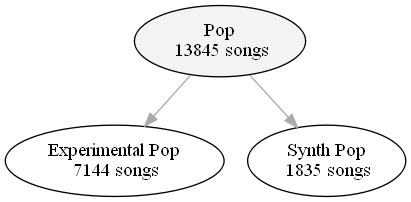 Pop
13845 songs
Experimental Pop
7144 songs
Synth Pop
1835 songs